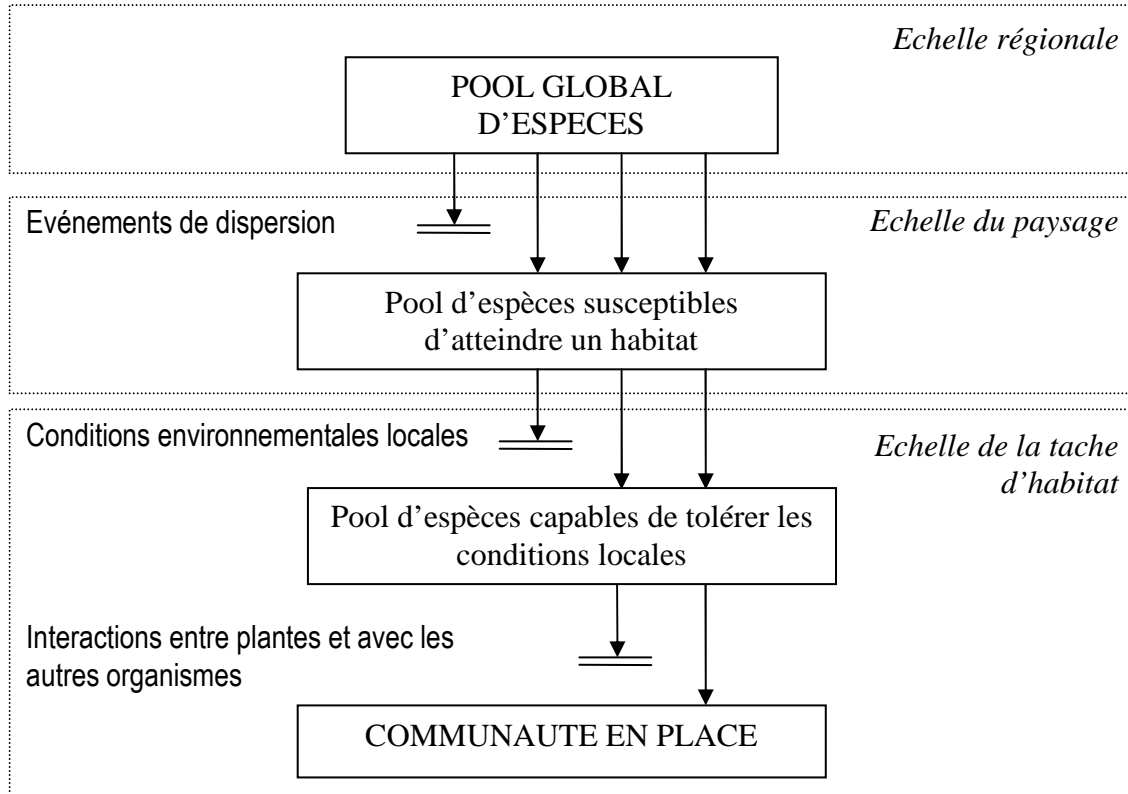 Echelle régionale
POOL GLOBAL
D’ESPECES
Evénements de dispersion
Echelle du paysage
Pool d’espèces susceptibles
d’atteindre un habitat
Conditions environnementales locales
Echelle de la tache
d’habitat
Pool d’espèces capables de tolérer les
conditions locales
Interactions entre plantes et avec les
autres organismes
COMMUNAUTE EN PLACE